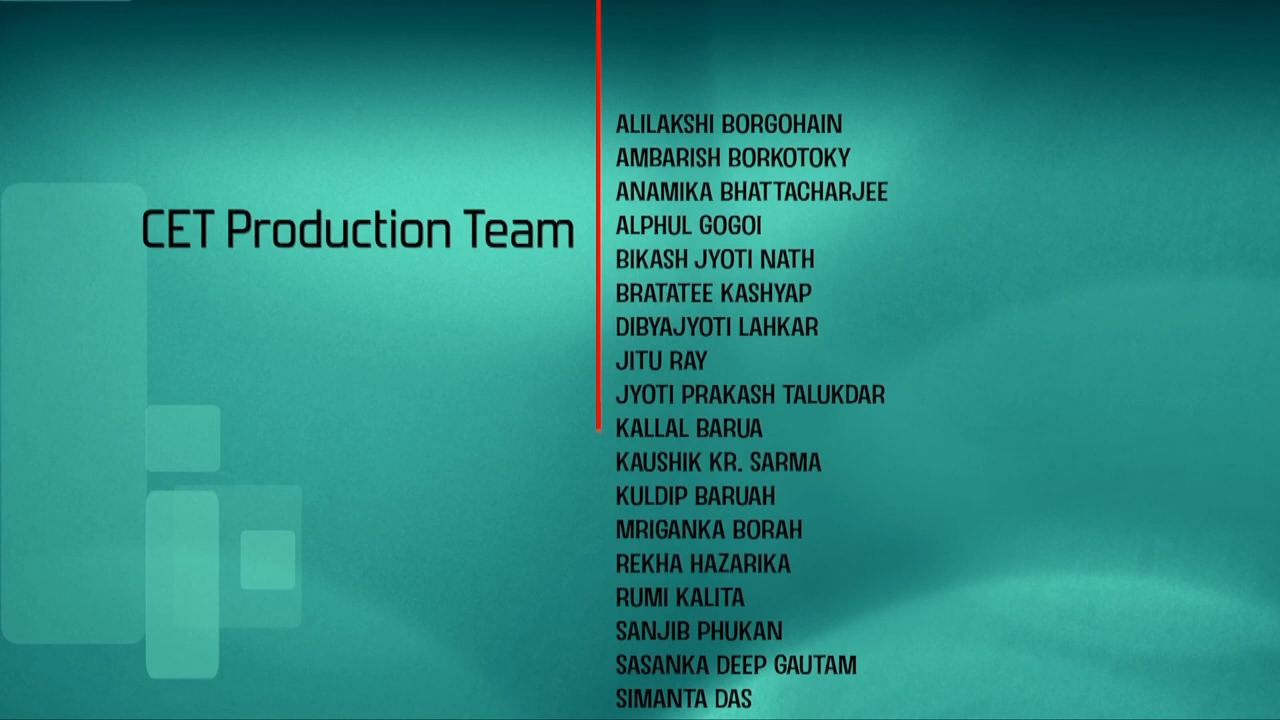 CET Production Team
ALILAKSHI BORGOHAIN
AMBARISH BORKOTOKY
ANAMIKA BHATTACHARJEE
ALPHUL GOGOI
BIKASH JYOTI NATH
BRATATEE KASHYAP
DIBYAJYOTI LAHKAR
JITU RAY
JYOTI PRAKASH TALUKDAR
KALLAL BARUA
KAUSHIK KR. SARMA
KULDIP BARUAH
MRIGANKA BORAH
REKHA HAZARIKA
RUMI KALITA
SANJIB PHUKAN
SASANKA DEEP GAUTAM
SIMANTA DAS